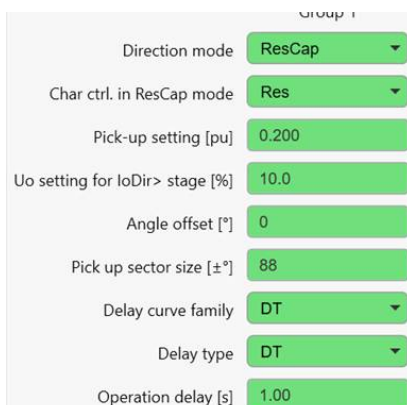 Group 1
Direction mode ResCap
Char ctrl. in ResCap mode Res
Pick-up setting [pu] 0.200
Uo setting for IoDir> stage [%] 10.0
Angle offset [°] 0
Pick up sector size [±°] 88
Delay curve family DT
Delay type DT
Operation delay [s] 1.00